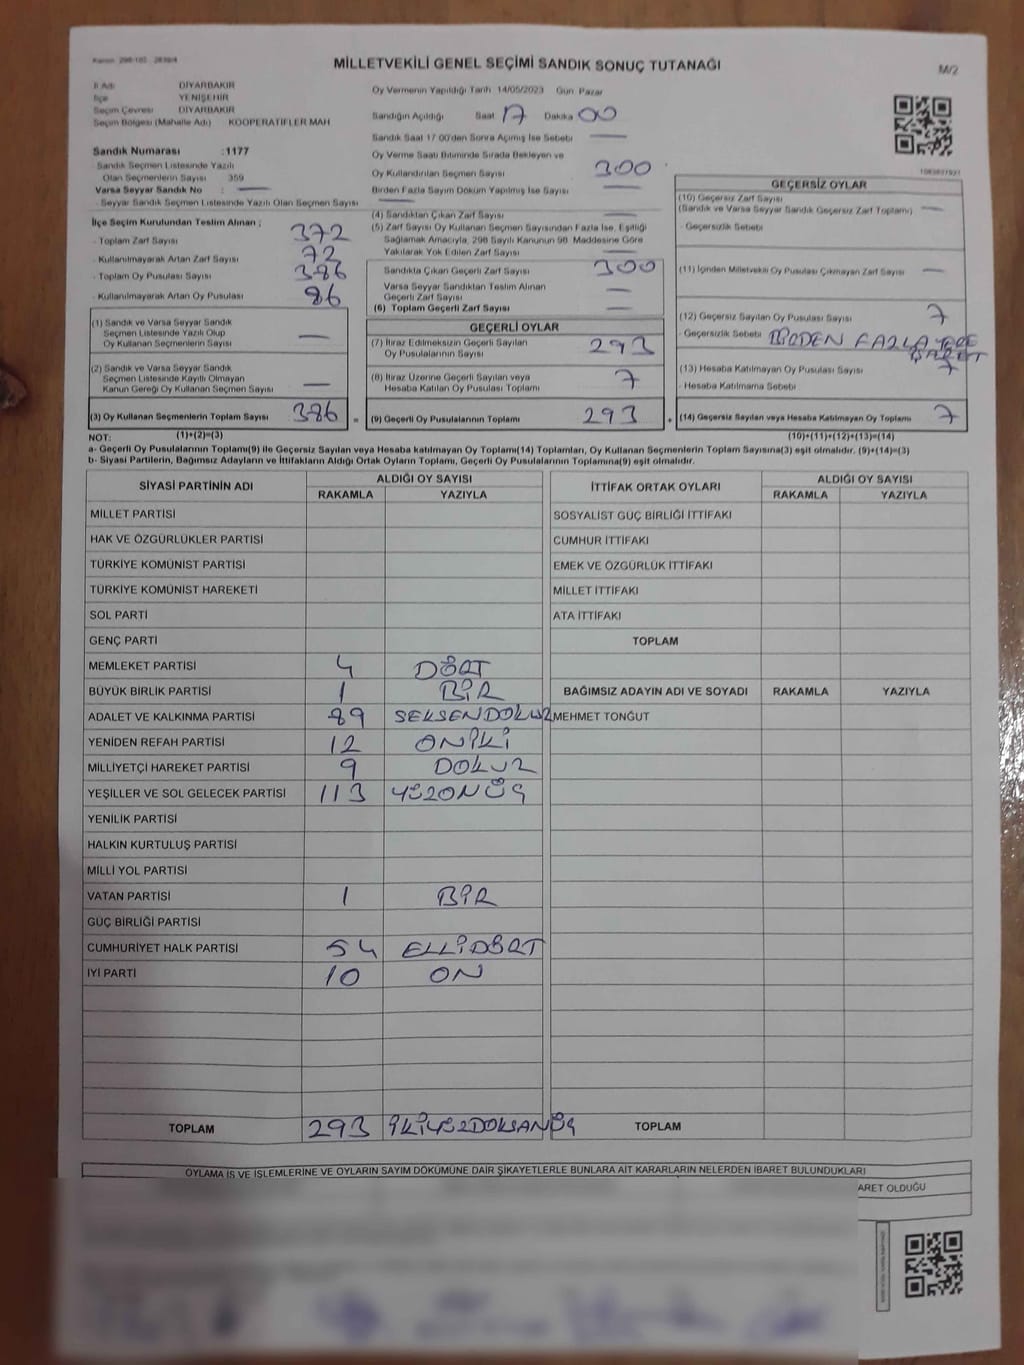 MİLLETVEKİLİ GENEL SEÇİMİ SANDIK SONUÇ TUTANAĞI
M/2
İl Adı DİYARBAKIR
İlçe YENİŞEHİR
Seçim Çevresi DİYARBAKIR
Seçim Bölgesi (Mahalle Adı) KOOPERATİFLER MAH
Oy Vermenin Yapıldığı Tarih 14/05/2023 Gün Pazar
Sandığın Açıldığı Saat 17 Dakika 00
Sandık Saat 17 00'den Sonra Açımış İse Sebebi —
Oy Verme Saati Bitiminde Sırada Bekleyen ve
Oy Kullandırılan Seçmen Sayısı 300
Birden Fazla Sayım Döküm Yapılmış İse Sayısı —
Sandık Numarası :1177
- Sandık Seçmen Listesinde Yazılı
Olan Seçmenlerin Sayısı 359
Varsa Seyyar Sandık No : —
- Seyyar Sandık Seçmen Listesinde Yazılı Olan Seçmen Sayısı —
İlçe Seçim Kurulundan Teslim Alınan ;
- Toplam Zarf Sayısı 372
- Kullanılmayarak Artan Zarf Sayısı 72
- Toplam Oy Pusulası Sayısı 386
- Kullanılmayarak Artan Oy Pusulası 86
(4) Sandıktan Çıkan Zarf Sayısı —
(5) Zarf Sayısı Oy Kullanan Seçmen Sayısından Fazla İse, Eşitliği
Sağlamak Amacıyla, 298 Sayılı Kanunun 98. Maddesine Göre
Yakılarak Yok Edilen Zarf Sayısı —
Sandıkta Çıkan Geçerli Zarf Sayısı 300
Varsa Seyyar Sandıktan Teslim Alınan
Geçerli Zarf Sayısı —
(6) Toplam Geçerli Zarf Sayısı —
GEÇERSİZ OYLAR
(10) Geçersiz Zarf Sayısı
(Sandık ve Varsa Seyyar Sandık Geçersiz Zarf Toplamı) —
- Geçersizlik Sebebi
(11) İçinden Milletvekili Oy Pusulası Çıkmayan Zarf Sayısı —
(12) Geçersiz Sayılan Oy Pusulası Sayısı 7
- Geçersizlik Sebebi BİRDEN FAZLA
(13) Hesaba Katılmayan Oy Pusulası Sayısı 7
- Hesaba Katılmama Sebebi
(1) Sandık ve Varsa Seyyar Sandık
Seçmen Listesinde Yazılı Olup
Oy Kullanan Seçmenlerin Sayısı —
(2) Sandık ve Varsa Seyyar Sandık
Seçmen Listesinde Kayıtlı Olmayan
Kanun Gereği Oy Kullanan Seçmen Sayısı —
(3) Oy Kullanan Seçmenlerin Toplam Sayısı 386 =
(1)+(2)=(3)
GEÇERLİ OYLAR
(7) İtiraz Edilmeksizin Geçerli Sayılan
Oy Pusulalarının Sayısı 293
(8) İtiraz Üzerine Geçerli Sayılan veya
Hesaba Katılan Oy Pusulaları Toplamı 7
(9) Geçerli Oy Pusulalarının Toplamı 293 +
(14) Geçersiz Sayılan veya Hesaba Katılmayan Oy Toplamı 7
(10)+(11)+(12)+(13)=(14)
NOT:
a- Geçerli Oy Pusulalarının Toplamı(9) ile Geçersiz Sayılan veya Hesaba katılmayan Oy Toplamı(14) Toplamları, Oy Kullanan Seçmenlerin Toplam Sayısına(3) eşit olmalıdır. (9)+(14)=(3)
b- Siyasi Partilerin, Bağımsız Adayların ve İttifakların Aldığı Ortak Oyların Toplamı, Geçerli Oy Pusulalarının Toplamına(9) eşit olmalıdır.
SİYASİ PARTİNİN ADI ALDIĞI OY SAYISI
RAKAMLA YAZIYLA
MİLLET PARTİSİ
HAK VE ÖZGÜRLÜKLER PARTİSİ
TÜRKİYE KOMÜNİST PARTİSİ
TÜRKİYE KOMÜNİST HAREKETİ
SOL PARTİ
GENÇ PARTİ
MEMLEKET PARTİSİ 4 DÖRT
BÜYÜK BİRLİK PARTİSİ 1 BİR
ADALET VE KALKINMA PARTİSİ 89 SEKSENDOKUZ
YENİDEN REFAH PARTİSİ 12 ONİKİ
MİLLİYETÇİ HAREKET PARTİSİ 9 DOKUZ
YEŞİLLER VE SOL GELECEK PARTİSİ 113 YÜZONÜÇ
YENİLİK PARTİSİ
HALKIN KURTULUŞ PARTİSİ
MİLLİ YOL PARTİSİ
VATAN PARTİSİ 1 BİR
GÜÇ BİRLİĞİ PARTİSİ
CUMHURİYET HALK PARTİSİ 54 ELLİDÖRT
İYİ PARTİ 10 ON
TOPLAM 293 İKİYÜZDOKSANÜÇ
İTTİFAK ORTAK OYLARI ALDIĞI OY SAYISI
RAKAMLA YAZIYLA
SOSYALİST GÜÇ BİRLİĞİ İTTİFAKI
CUMHUR İTTİFAKI
EMEK VE ÖZGÜRLÜK İTTİFAKI
MİLLET İTTİFAKI
ATA İTTİFAKI
TOPLAM
BAĞIMSIZ ADAYIN ADI VE SOYADI RAKAMLA YAZIYLA
MEHMET TONĞUT
TOPLAM
OYLAMA İŞ VE İŞLEMLERİNE VE OYLARIN SAYIM DÖKÜMÜNE DAİR ŞİKAYETLERLE BUNLARA AİT KARARLARIN NELERDEN İBARET BULUNDUKLARI
ARET OLDUĞU